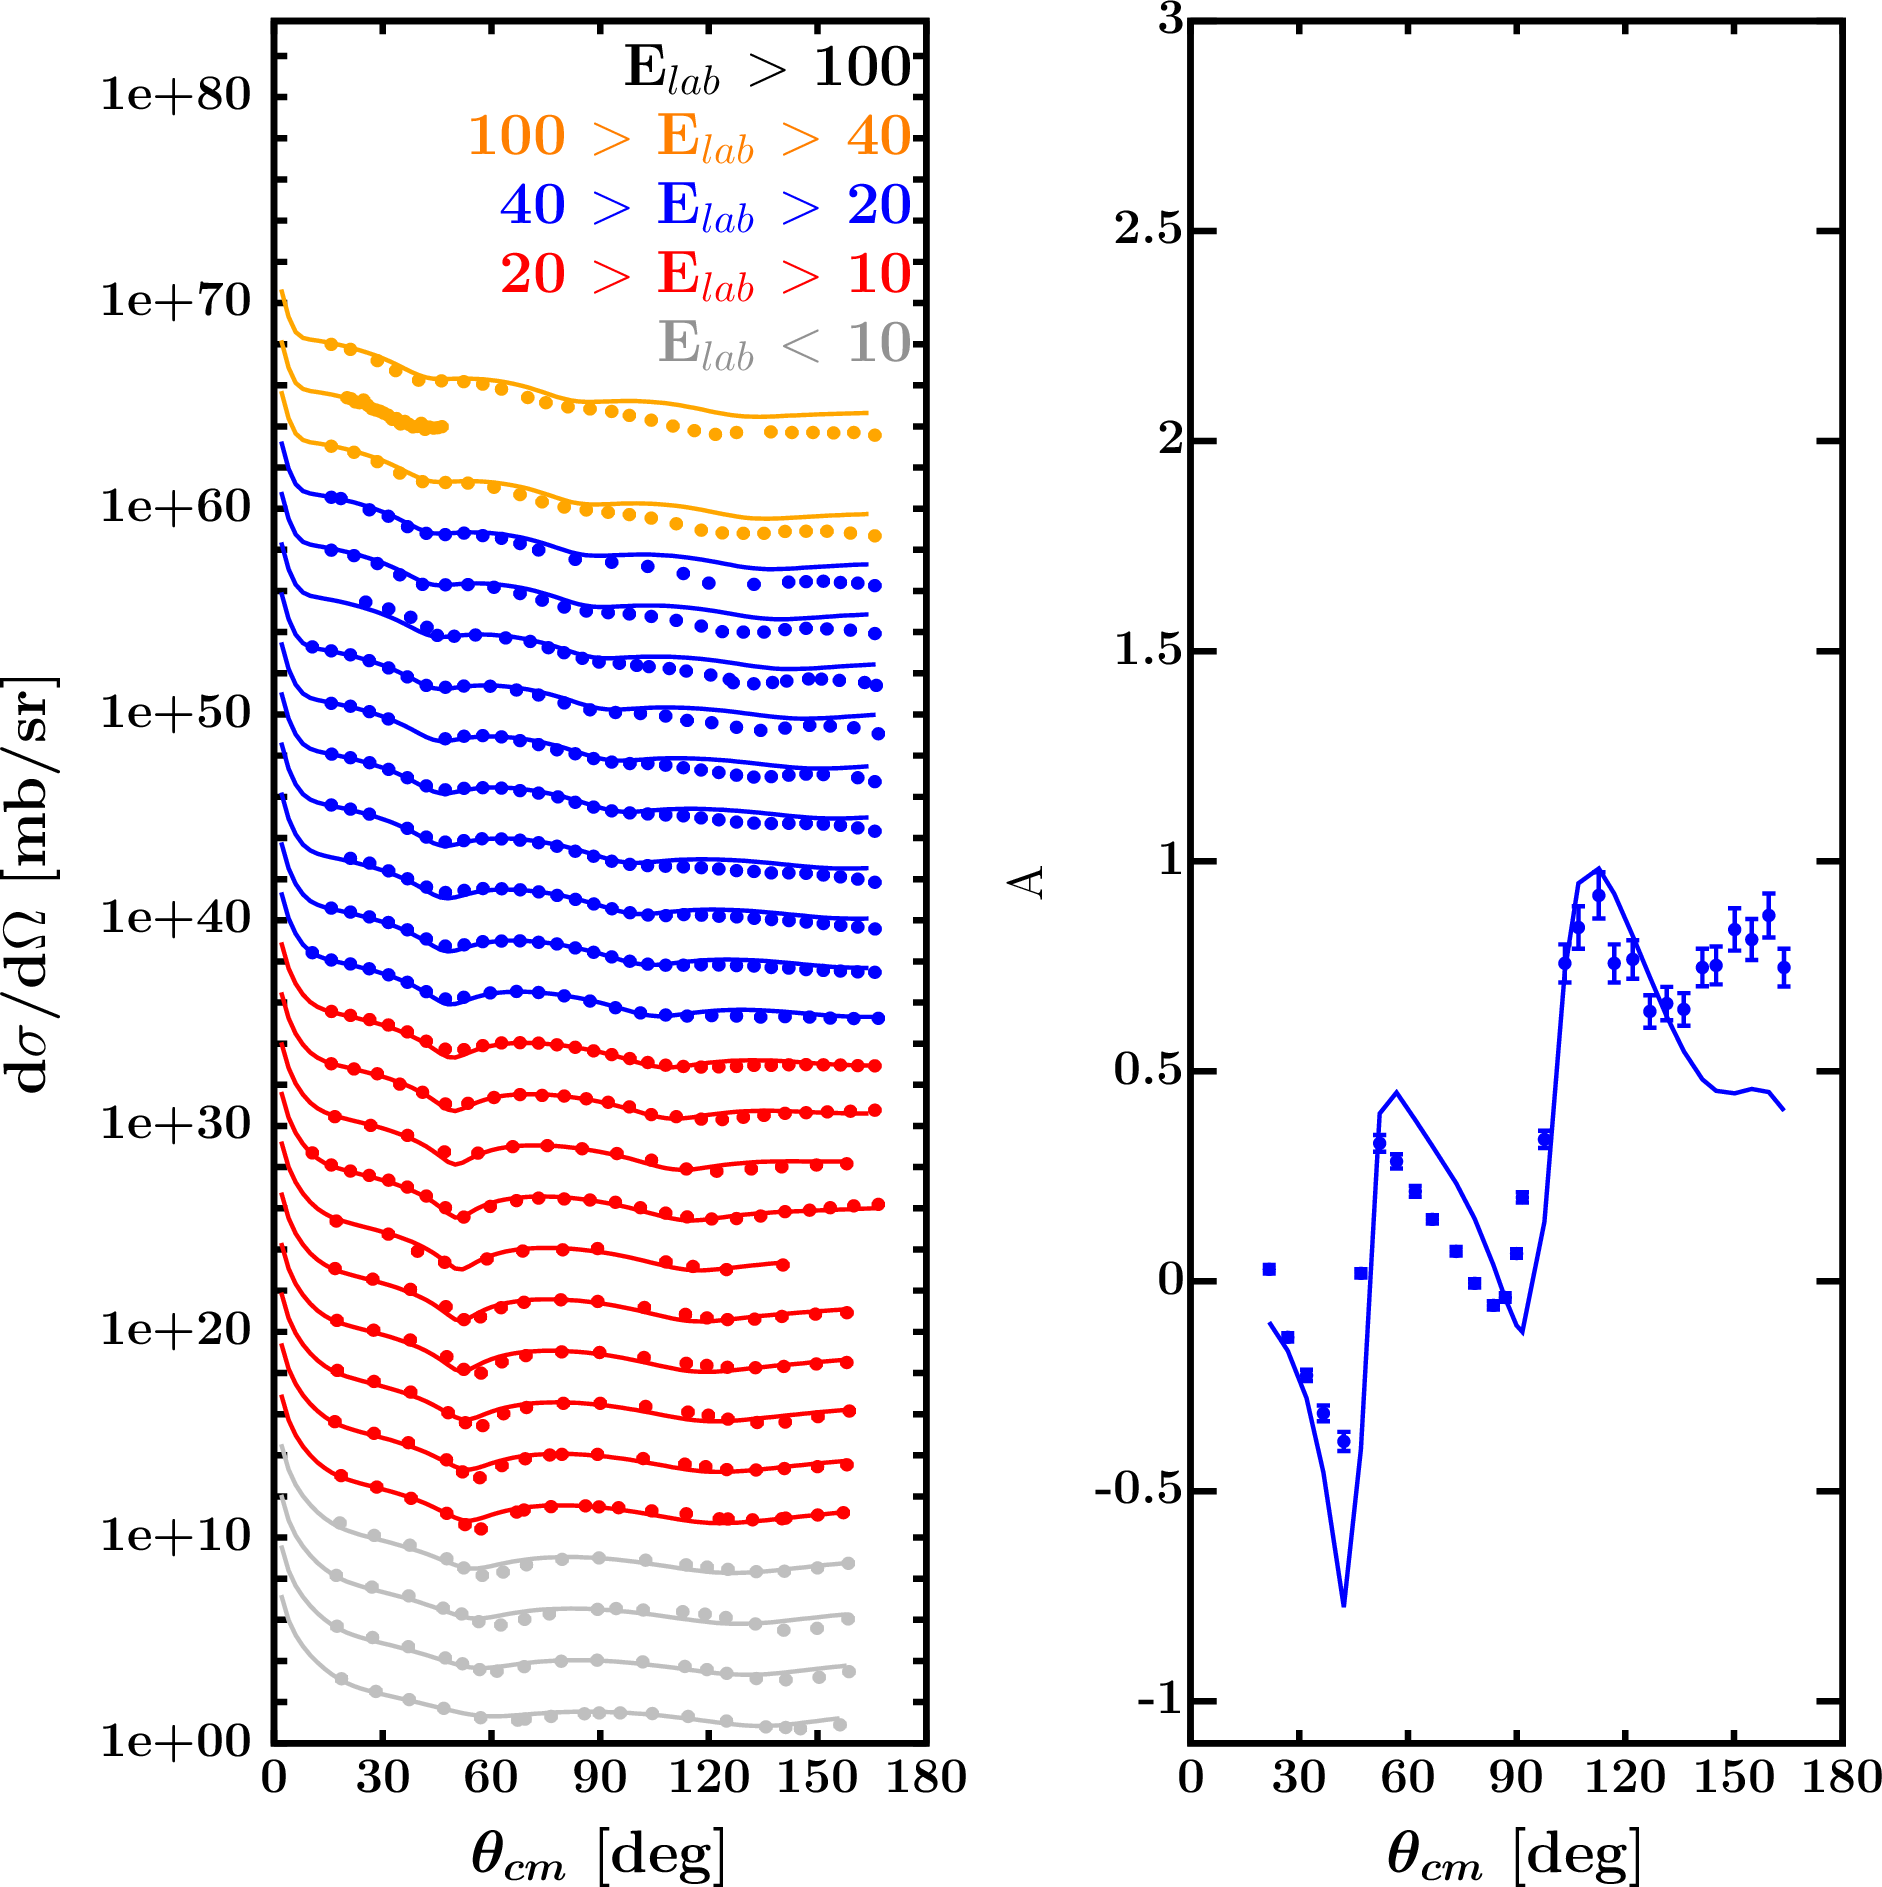 E_lab > 100
100 > E_lab > 40
40 > E_lab > 20
20 > E_lab > 10
E_lab < 10
1e+80
1e+70
1e+60
1e+50
1e+40
1e+30
1e+20
1e+10
1e+00
0 30 60 90 120 150 180
θ_cm [deg]
dσ/dΩ [mb/sr]
3
2.5
2
1.5
1
0.5
0
-0.5
-1
0 30 60 90 120 150 180
θ_cm [deg]
A